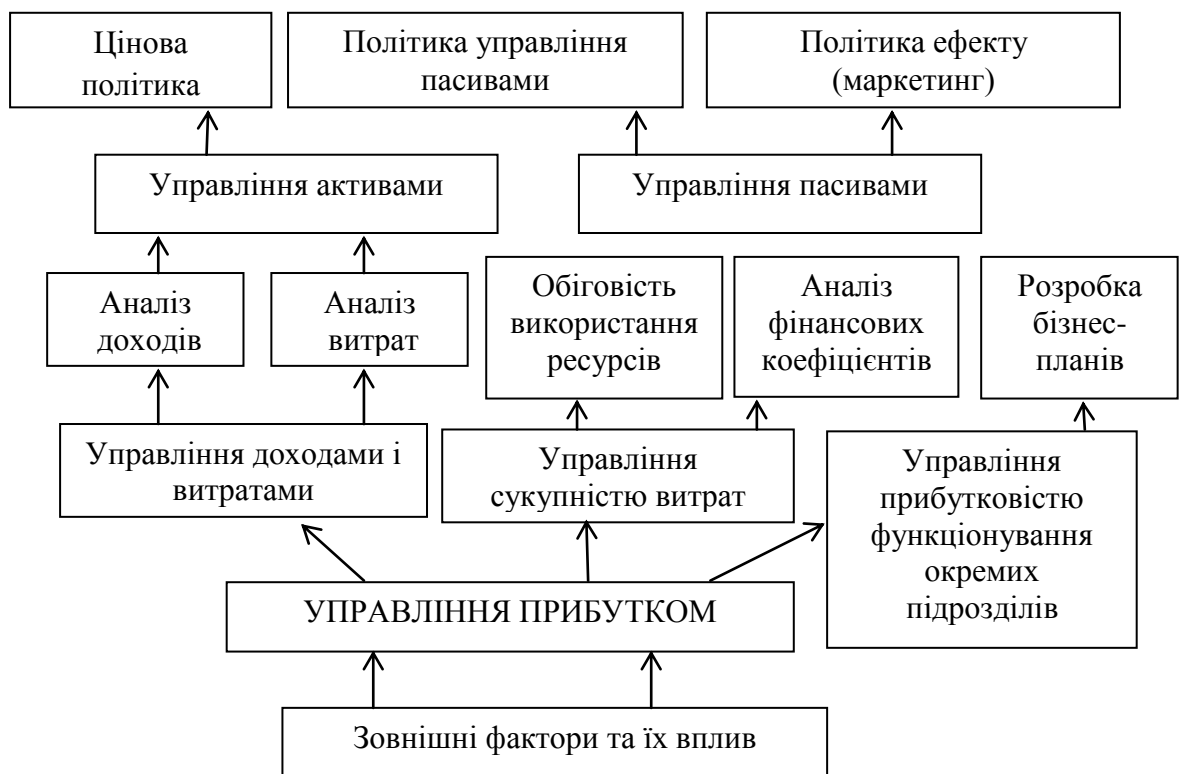 Цінова
політика
Політика управління
пасивами
Політика ефекту
(маркетинг)
Управління активами
Управління пасивами
Аналіз
доходів
Аналіз
витрат
Обіговість
використання
ресурсів
Аналіз
фінансових
коефіцієнтів
Розробка
бізнес-
планів
Управління доходами і
витратами
Управління
сукупністю витрат
Управління
прибутковістю
функціонування
окремих
підрозділів
УПРАВЛІННЯ ПРИБУТКОМ
Зовнішні фактори та їх вплив